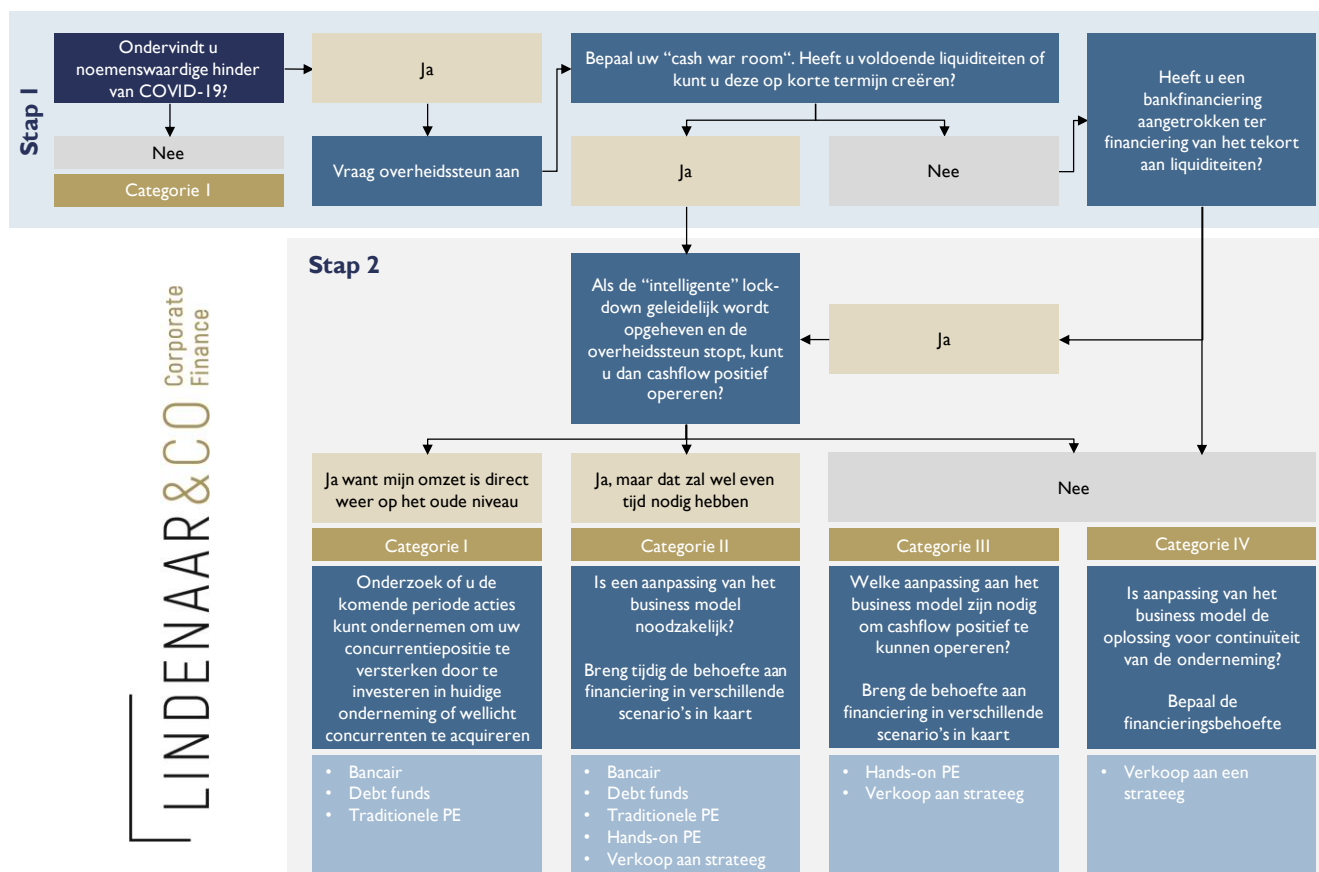 Stap 1
Ondervindt u
noemenswaardige hinder
van COVID-19?
Nee
Categorie 1
Ja
Vraag overheidssteun aan
Bepaal uw “cash war room“. Heeft u voldoende liquiditeiten of
kunt u deze op korte termijn creëren?
Ja
Nee
Heeft u een
bankfinanciering
aangetrokken ter
financiering van het tekort
aan liquiditeiten?
LINDENAAR&CO Corporate
Finance
Stap 2
Als de “intelligente” lock-
down geleidelijk wordt
opgeheven en de
overheidssteun stopt, kunt
u dan cashflow positief
opereren?
Ja
Ja want mijn omzet is direct
weer op het oude niveau
Ja, maar dat zal wel even
tijd nodig hebben
Nee
Categorie I
Onderzoek of u de
komende periode acties
kunt ondernemen om uw
concurrentiepositie te
versterken door te
investeren in huidige
onderneming of wellicht
concurrenten te acquireren
• Bancair
• Debt funds
• Traditionele PE
Categorie II
Is een aanpassing van het
business model
noodzakelijk?
Breng tijdig de behoefte aan
financiering in verschillende
scenario’s in kaart
• Bancair
• Debt funds
• Traditionele PE
• Hands-on PE
• Verkoop aan strateeg
Categorie III
Welke aanpassing aan het
business model zijn nodig
om cashflow positief te
kunnen opereren?
Breng de behoefte aan
financiering in verschillende
scenario’s in kaart
• Hands-on PE
• Verkoop aan strateeg
Categorie IV
Is aanpassing van het
business model de
oplossing voor continuïteit
van de onderneming?
Bepaal de
financieringsbehoefte
• Verkoop aan een
strateeg